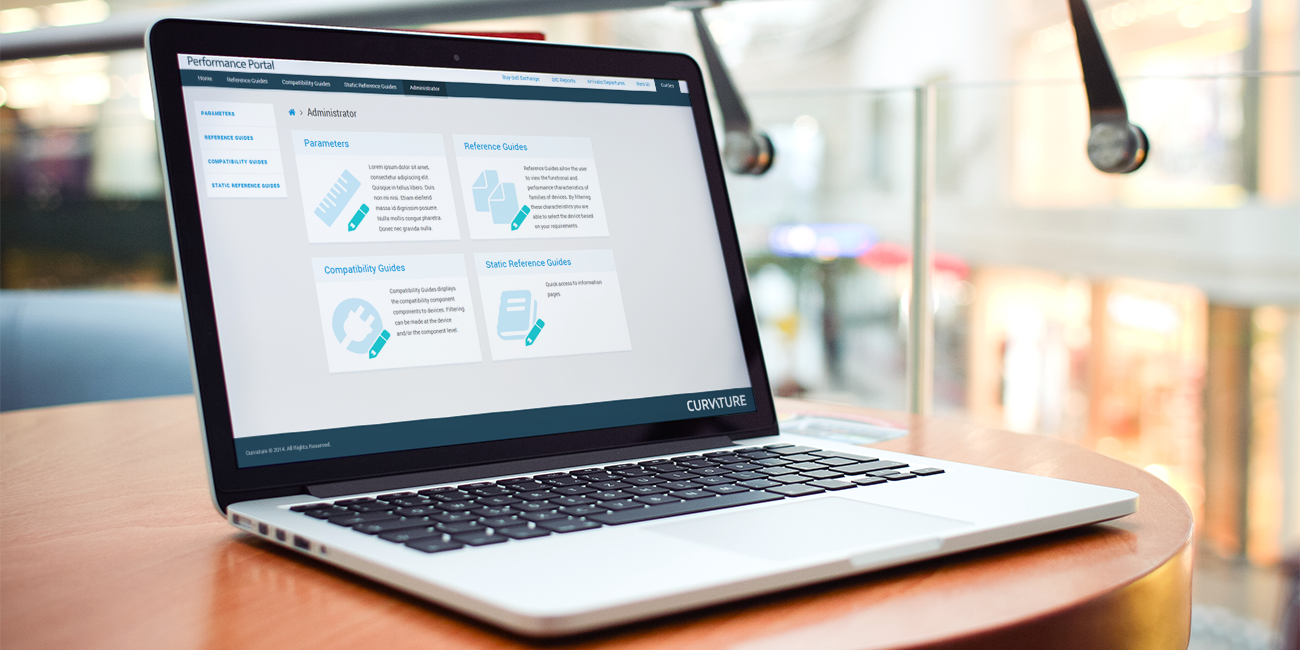 Performance Portal
Home Reference Guides Compatibility Guides Static Reference Guides Administrator
Buy-Sell Exchange GIC Reports Arrivals/Departures Guides
PARAMETERS
REFERENCE GUIDES
COMPATIBILITY GUIDES
STATIC REFERENCE GUIDES
› Administrator
Parameters
Lorem ipsum dolor sit amet,
consectetur adipiscing elit.
Quisque in tellus libero. Duis
non mi nisi. Etiam eleifend
massa id dignissim posuere.
Nulla mollis congue pharetra.
Donec nec gravida nulla.
Reference Guides
Reference Guides allow the user
to view the functional and
performance characteristics of
families of devices. By filtering
these characteristics you are
able to select the device based
on your requirements.
Compatibility Guides
Compatibility Guides displays
the compatibility component
components to devices. Filtering
can be made at the device
and/or the component level.
Static Reference Guides
Quick access to information
pages.
Curvature © 2014. All Rights Reserved.
CURVATURE